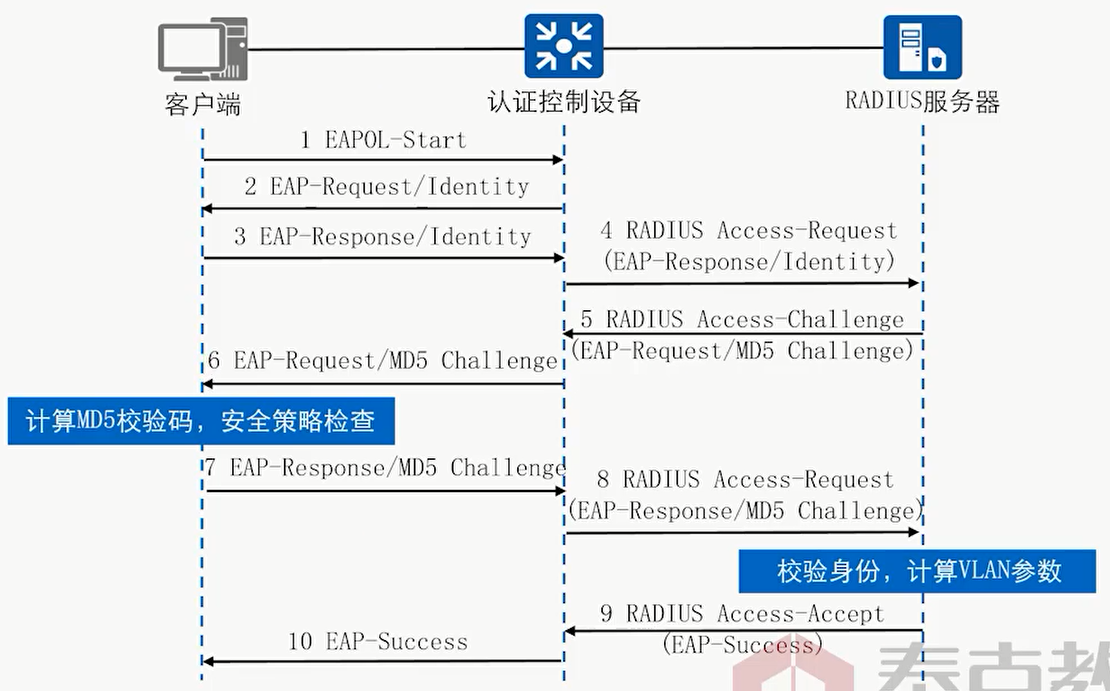 客户端
认证控制设备
RADIUS服务器
1 EAPOL-Start
2 EAP-Request/Identity
3 EAP-Response/Identity
4 RADIUS Access-Request
(EAP-Response/Identity)
5 RADIUS Access-Challenge
(EAP-Request/MD5 Challenge)
6 EAP-Request/MD5 Challenge
计算MD5校验码，安全策略检查
7 EAP-Response/MD5 Challenge
8 RADIUS Access-Request
(EAP-Response/MD5 Challenge)
校验身份，计算VLAN参数
9 RADIUS Access-Accept
(EAP-Success)
10 EAP-Success